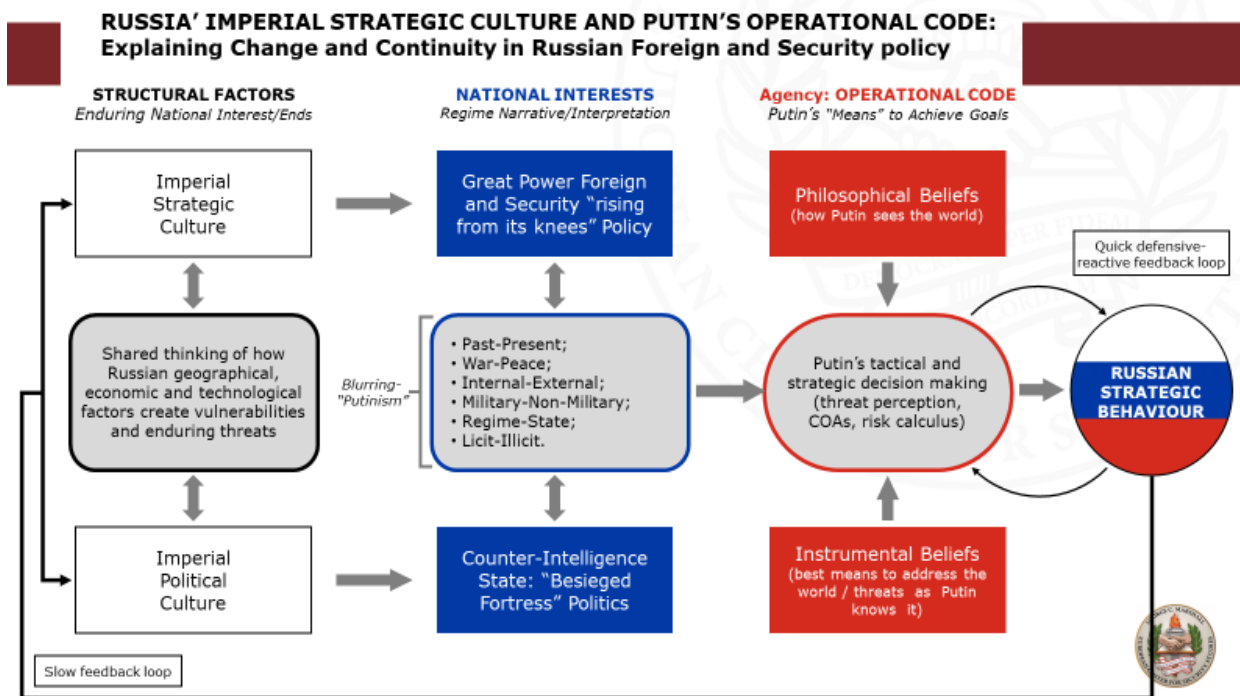 RUSSIA’ IMPERIAL STRATEGIC CULTURE AND PUTIN’S OPERATIONAL CODE:
Explaining Change and Continuity in Russian Foreign and Security policy
STRUCTURAL FACTORS
Enduring National Interest/Ends
NATIONAL INTERESTS
Regime Narrative/Interpretation
Agency: OPERATIONAL CODE
Putin’s “Means” to Achieve Goals
Imperial
Strategic
Culture
Great Power Foreign
and Security “rising
from its knees” Policy
Philosophical Beliefs
(how Putin sees the world)
Quick defensive-
reactive feedback loop
Shared thinking of how
Russian geographical,
economic and technological
factors create vulnerabilities
and enduring threats
Blurring-
“Putinism”
• Past-Present;
• War-Peace;
• Internal-External;
• Military-Non-Military;
• Regime-State;
• Licit-Illicit.
Putin’s tactical and
strategic decision making
(threat perception,
COAs, risk calculus)
RUSSIAN
STRATEGIC
BEHAVIOUR
Imperial
Political
Culture
Counter-Intelligence
State: “Besieged
Fortress” Politics
Instrumental Beliefs
(best means to address the
world / threats as Putin
knows it)
Slow feedback loop